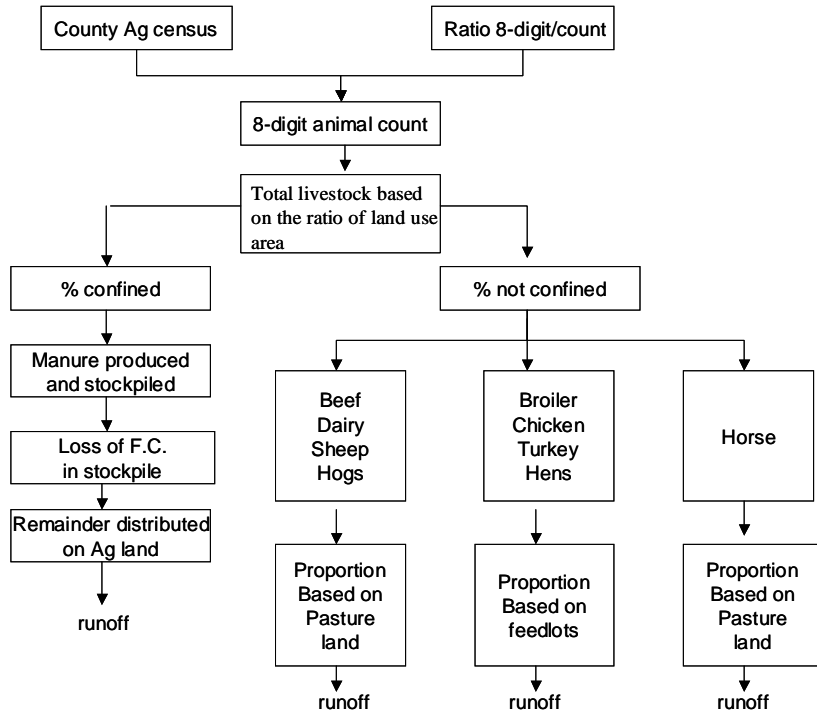 County Ag census
Ratio 8-digit/count
8-digit animal count
Total livestock based
on the ratio of land use
area
% confined
% not confined
Manure produced
and stockpiled
Loss of F.C.
in stockpile
Remainder distributed
on Ag land
runoff
Beef
Dairy
Sheep
Hogs
Broiler
Chicken
Turkey
Hens
Horse
Proportion
Based on
Pasture
land
Proportion
Based on
feedlots
Proportion
Based on
Pasture
land
runoff
runoff
runoff